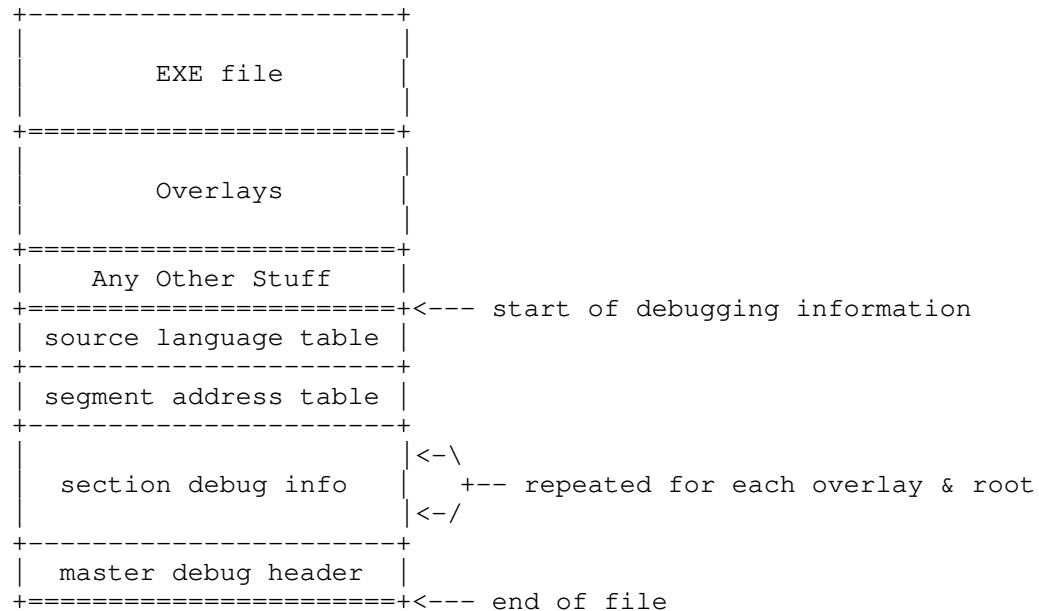 EXE file
Overlays
Any Other Stuff
<--- start of debugging information
source language table
segment address table
<-\
section debug info +-- repeated for each overlay & root
<-/
master debug header
<--- end of file